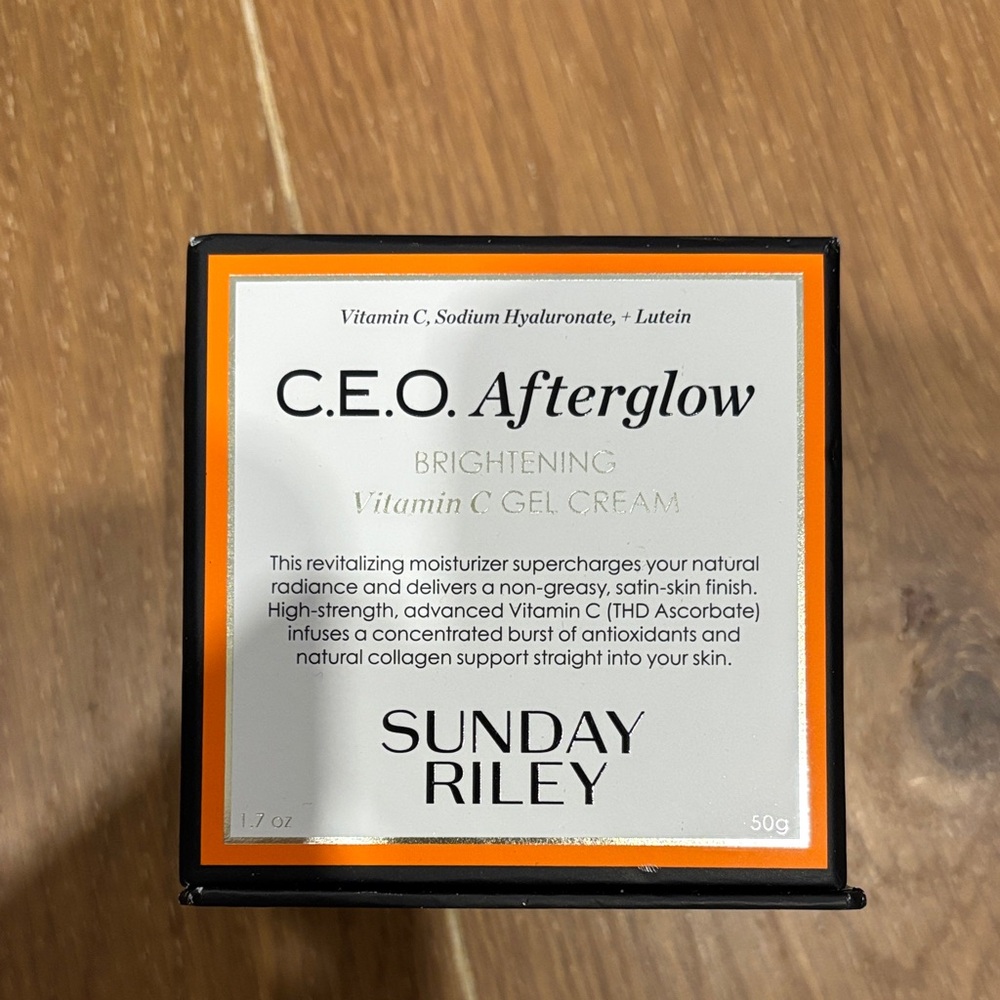 Vitamin C, Sodium Hyaluronate, + Lutein
C.E.O. Afterglow
BRIGHTENING
Vitamin C GEL CREAM
This revitalizing moisturizer supercharges your natural
radiance and delivers a non-greasy, satin-skin finish.
High-strength, advanced Vitamin C (THD Ascorbate)
infuses a concentrated burst of antioxidants and
natural collagen support straight into your skin.
SUNDAY
RILEY
1.7 oz
50g